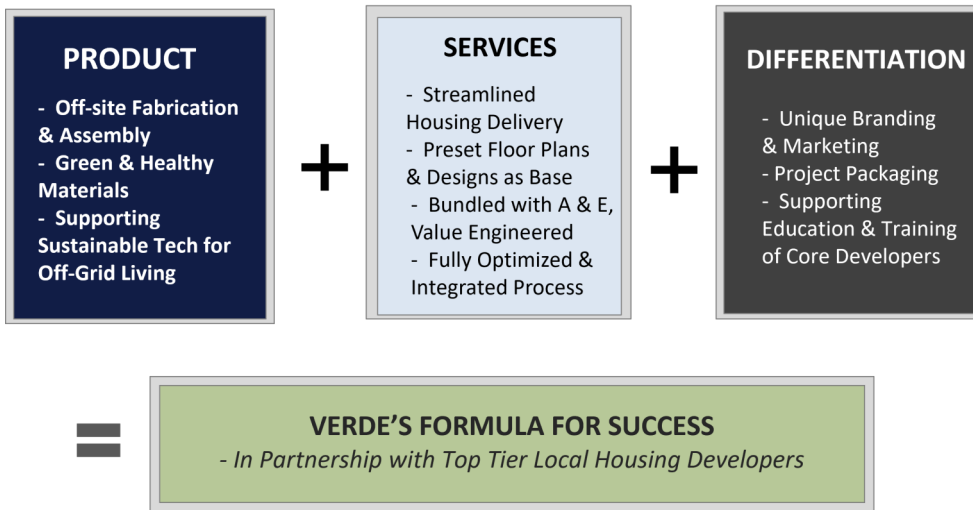 PRODUCT
- Off-site Fabrication
& Assembly
- Green & Healthy
Materials
- Supporting
Sustainable Tech for
Off-Grid Living
+
SERVICES
- Streamlined
Housing Delivery
- Preset Floor Plans
& Designs as Base
- Bundled with A & E,
Value Engineered
- Fully Optimized &
Integrated Process
+
DIFFERENTIATION
- Unique Branding
& Marketing
- Project Packaging
- Supporting
Education & Training
of Core Developers
=
VERDE’S FORMULA FOR SUCCESS
- In Partnership with Top Tier Local Housing Developers